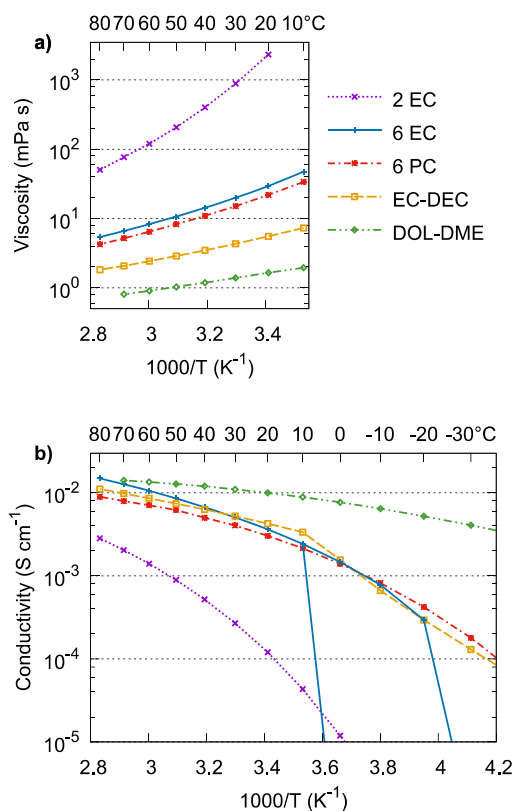 80 70 60 50 40 30 20 10°C
a)
10³
10²
10¹
10⁰
Viscosity (mPa s)
2.8 3 3.2 3.4
1000/T (K⁻¹)
2 EC
6 EC
6 PC
EC-DEC
DOL-DME
80 70 60 50 40 30 20 10 0 -10 -20 -30°C
b)
10⁻²
10⁻³
10⁻⁴
10⁻⁵
Conductivity (S cm⁻¹)
2.8 3 3.2 3.4 3.6 3.8 4 4.2
1000/T (K⁻¹)